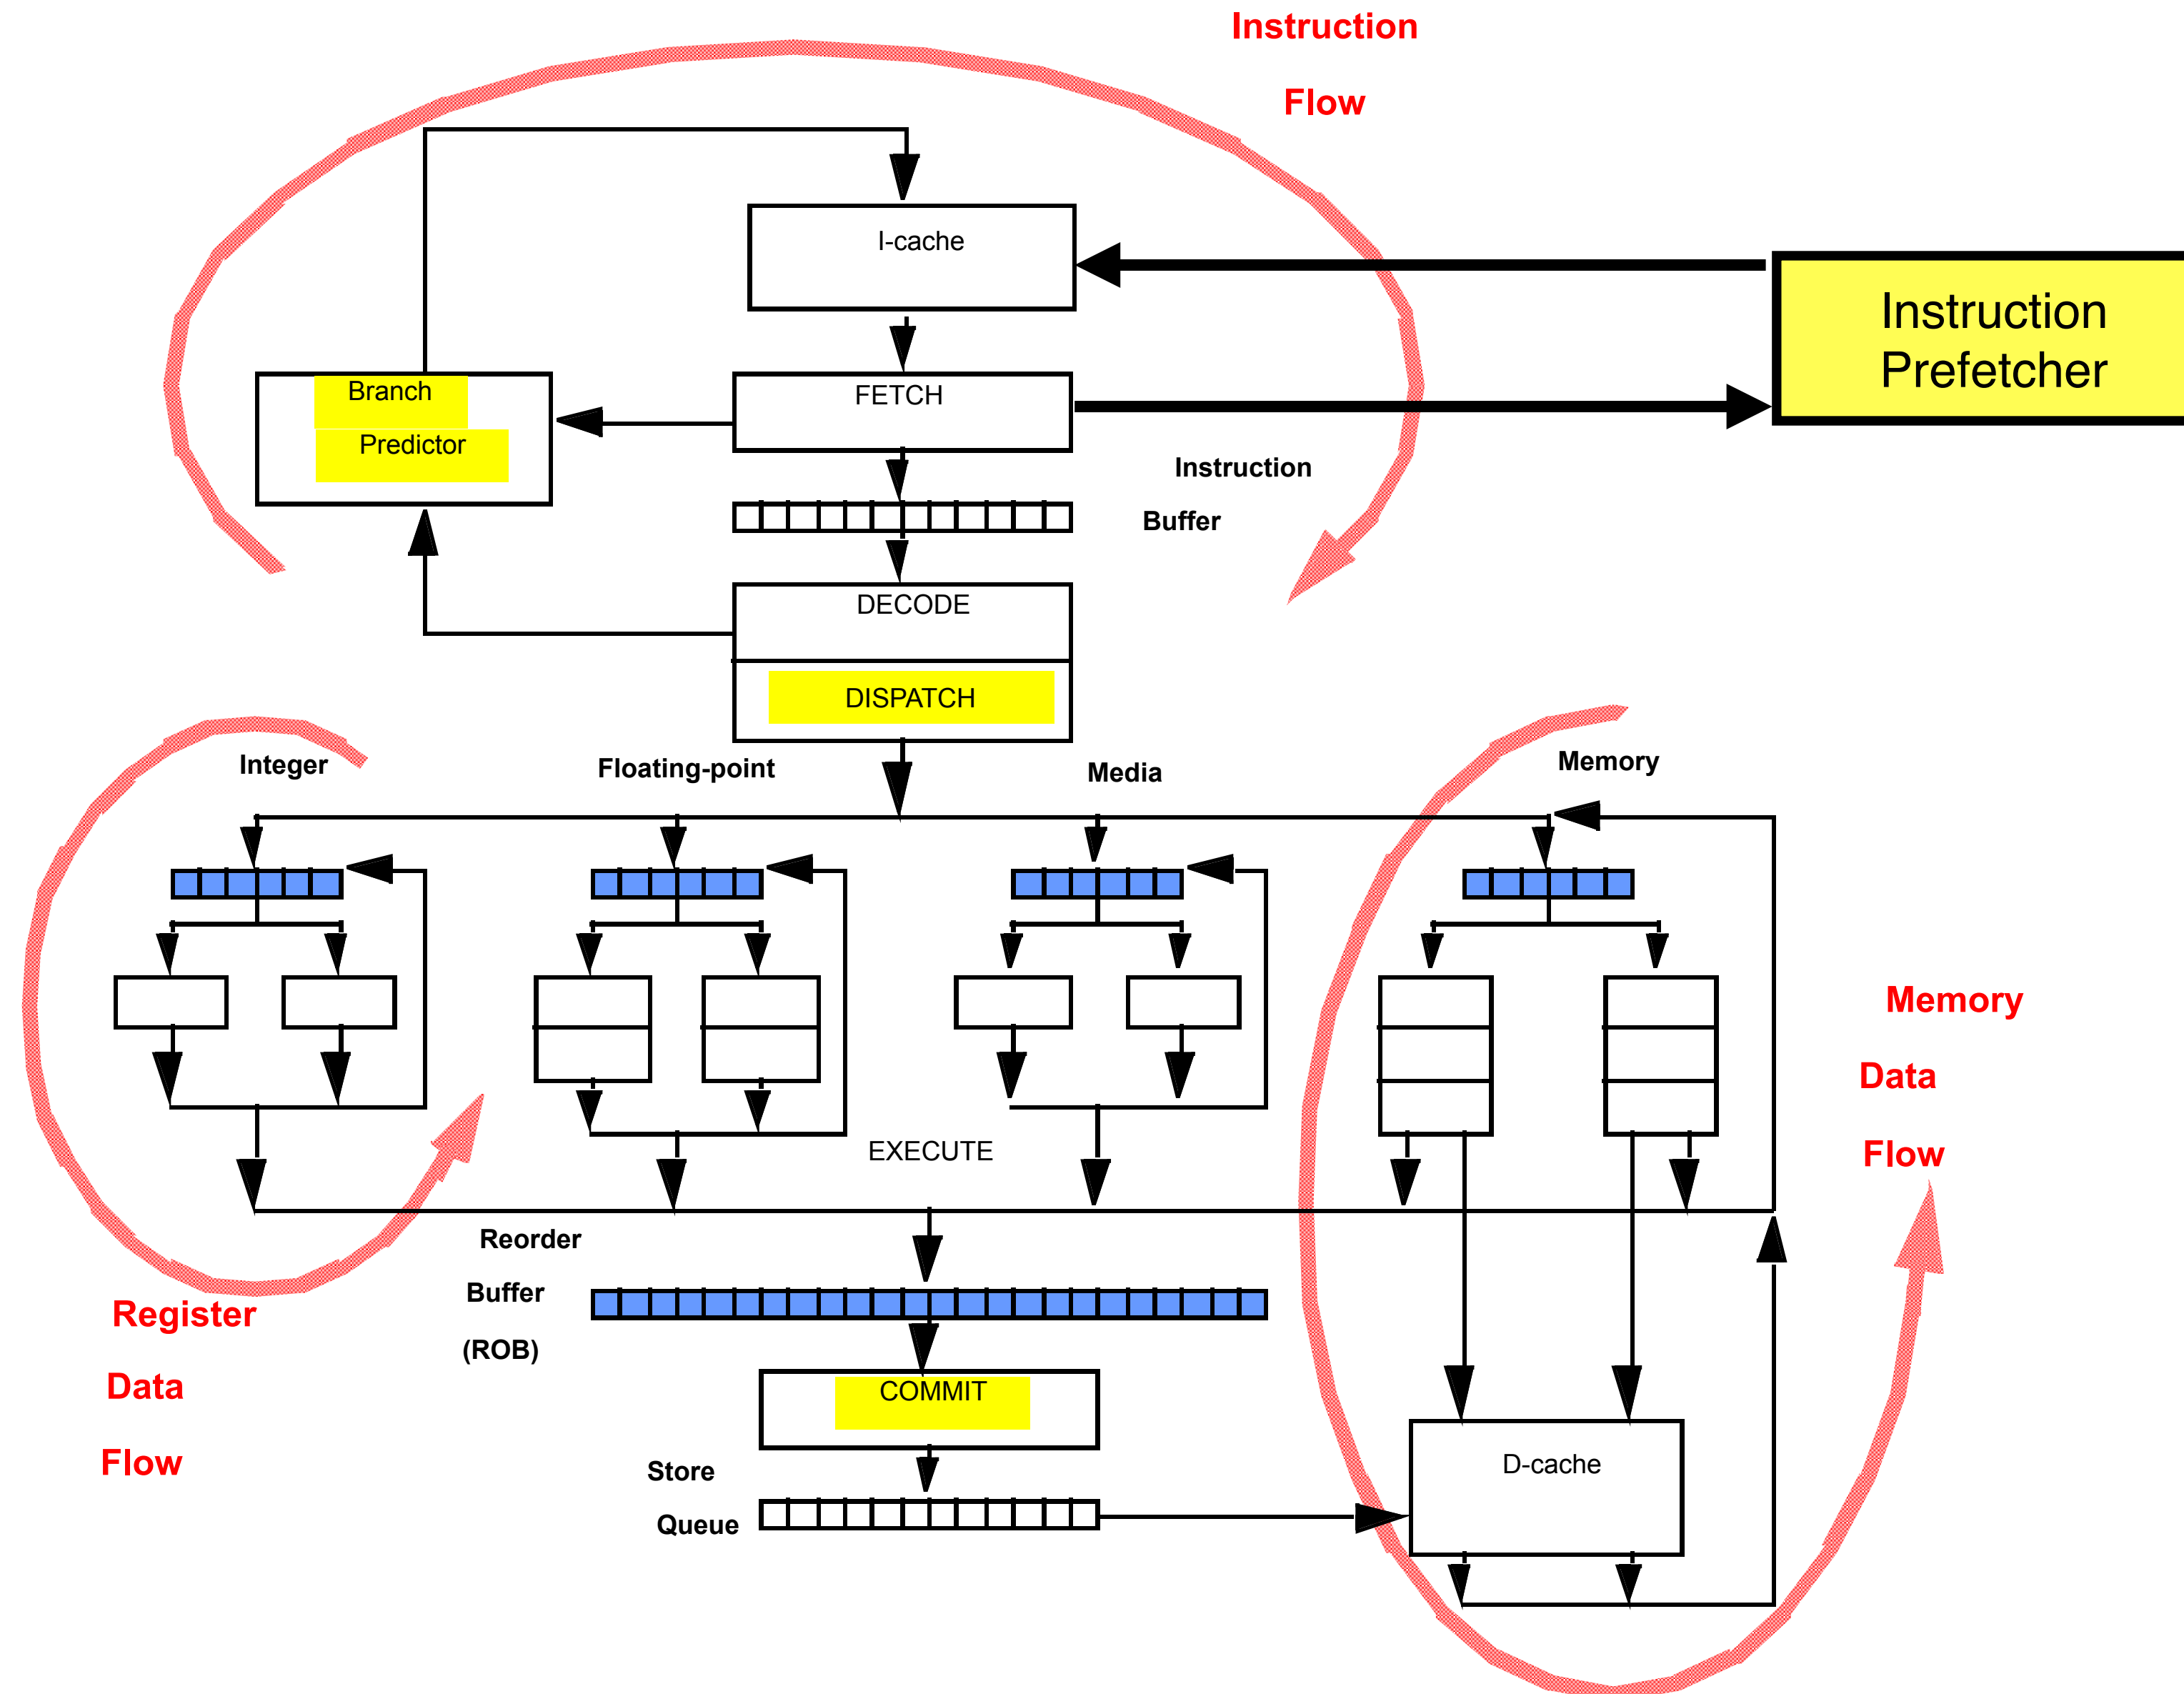 Instruction
Flow
I-cache
Instruction
Prefetcher
Branch
Predictor
FETCH
Instruction
Buffer
DECODE
DISPATCH
Integer
Floating-point
Media
Memory
Memory
Data
Flow
EXECUTE
Reorder
Buffer
(ROB)
Register
Data
Flow
COMMIT
Store
Queue
D-cache